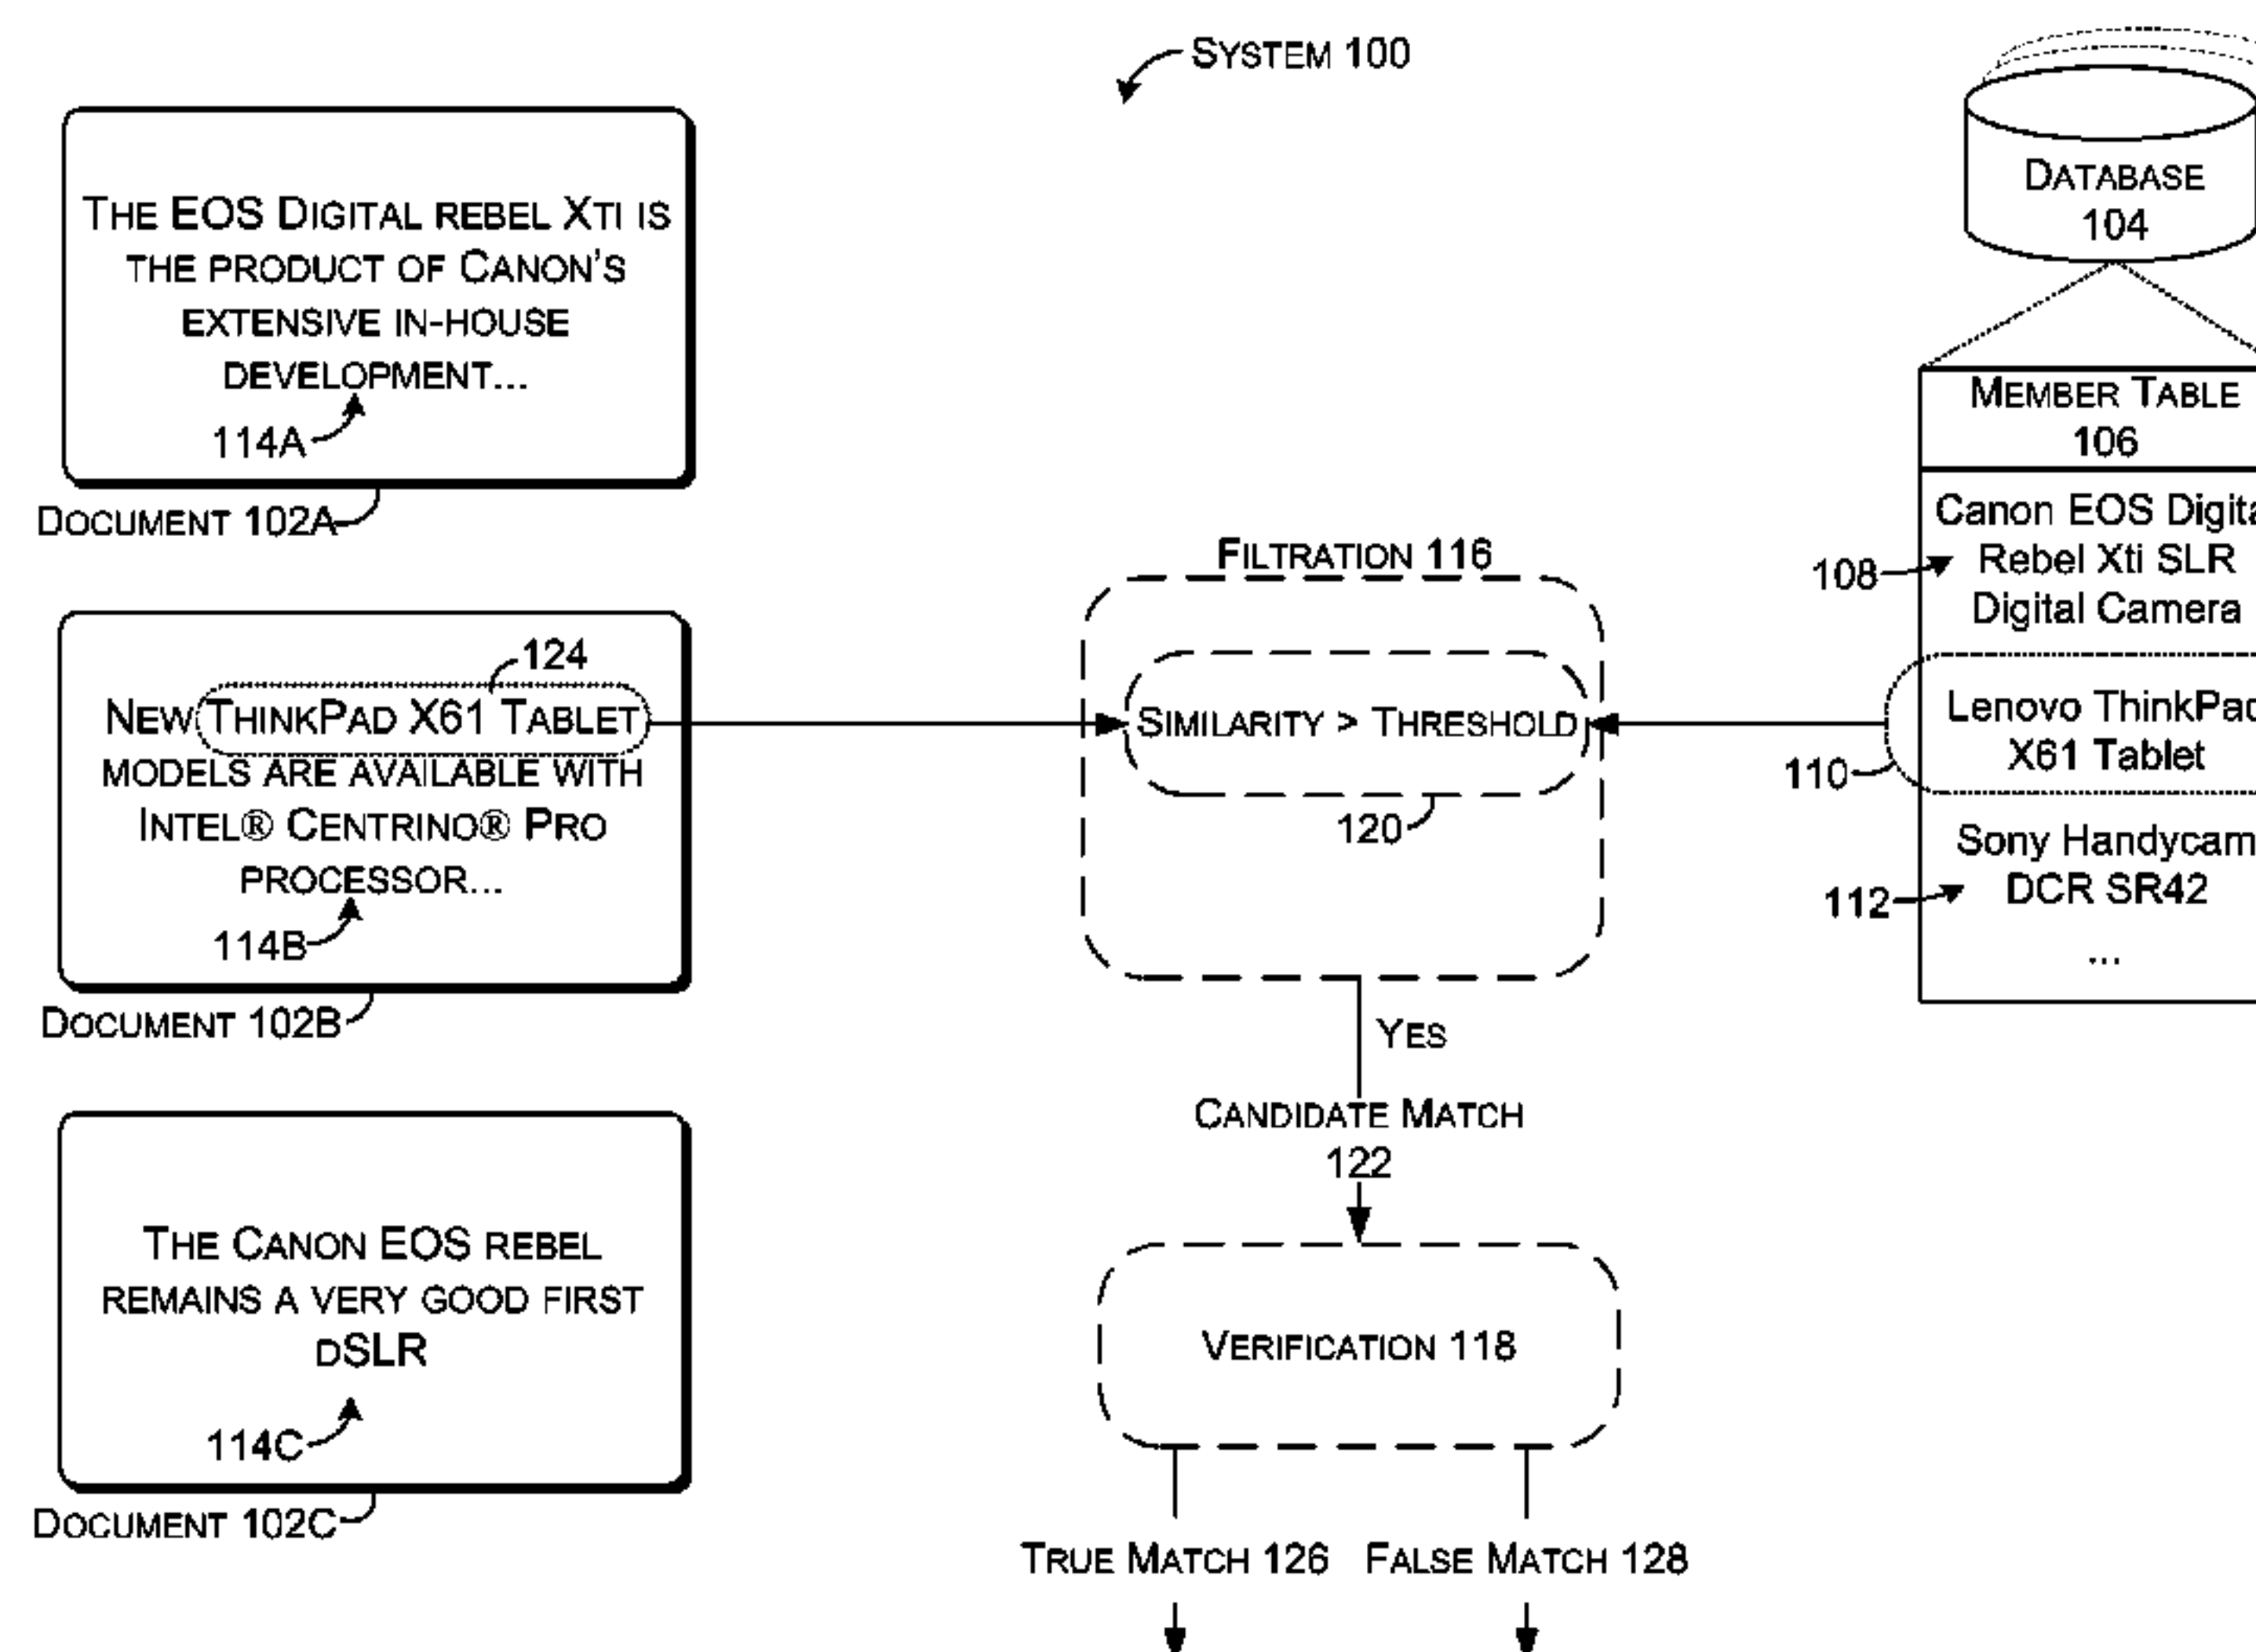 SYSTEM 100
THE EOS DIGITAL REBEL XTI IS
THE PRODUCT OF CANON'S
EXTENSIVE IN-HOUSE
DEVELOPMENT...
114A
DOCUMENT 102A
124
NEW THINKPAD X61 TABLET
MODELS ARE AVAILABLE WITH
INTEL® CENTRINO® PRO
PROCESSOR...
114B
DOCUMENT 102B
THE CANON EOS REBEL
REMAINS A VERY GOOD FIRST
DSLR
114C
DOCUMENT 102C
FILTRATION 116
SIMILARITY > THRESHOLD
120
YES
CANDIDATE MATCH
122
VERIFICATION 118
TRUE MATCH 126
FALSE MATCH 128
DATABASE
104
MEMBER TABLE
106
Canon EOS Digita
108
Rebel Xti SLR
Digital Camera
Lenovo ThinkPad
X61 Tablet
110
Sony Handycam
DCR SR42
112
...